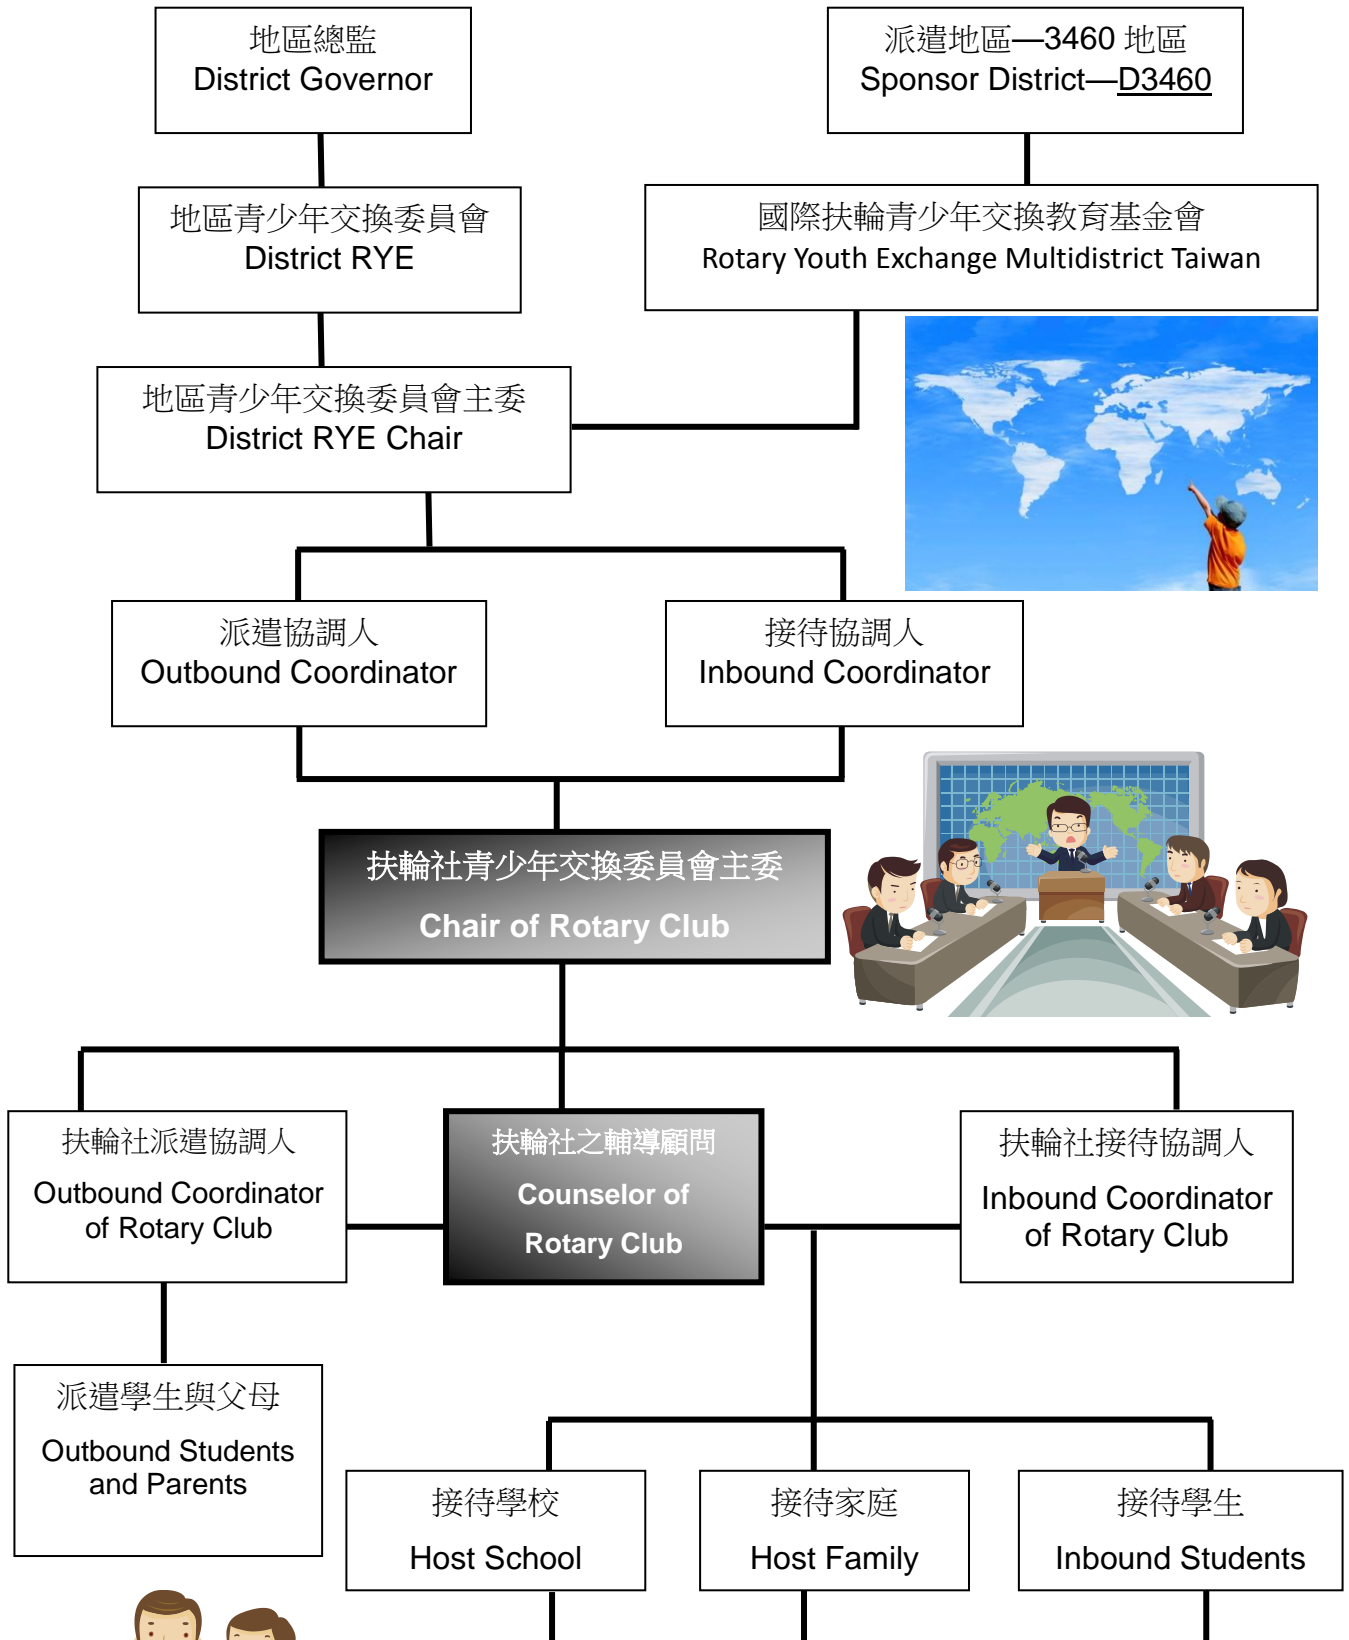 地區總監
District Governor
派遣地區—3460 地區
Sponsor District—D3460
地區青少年交換委員會
District RYE
國際扶輪青少年交換教育基金會
Rotary Youth Exchange Multidistrict Taiwan
地區青少年交換委員會主委
District RYE Chair
派遣協調人
Outbound Coordinator
接待協調人
Inbound Coordinator
扶輪社青少年交換委員會主委
Chair of Rotary Club
扶輪社派遣協調人
Outbound Coordinator
of Rotary Club
扶輪社之輔導顧問
Counselor of
Rotary Club
扶輪社接待協調人
Inbound Coordinator
of Rotary Club
派遣學生與父母
Outbound Students
and Parents
接待學校
Host School
接待家庭
Host Family
接待學生
Inbound Students